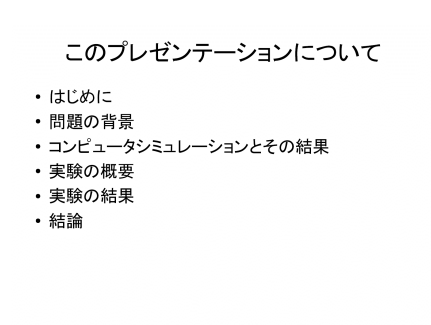 このプレゼンテーションについて
• はじめに
• 問題の背景
• コンピュータシミュレーションとその結果
• 実験の概要
• 実験の結果
• 結論